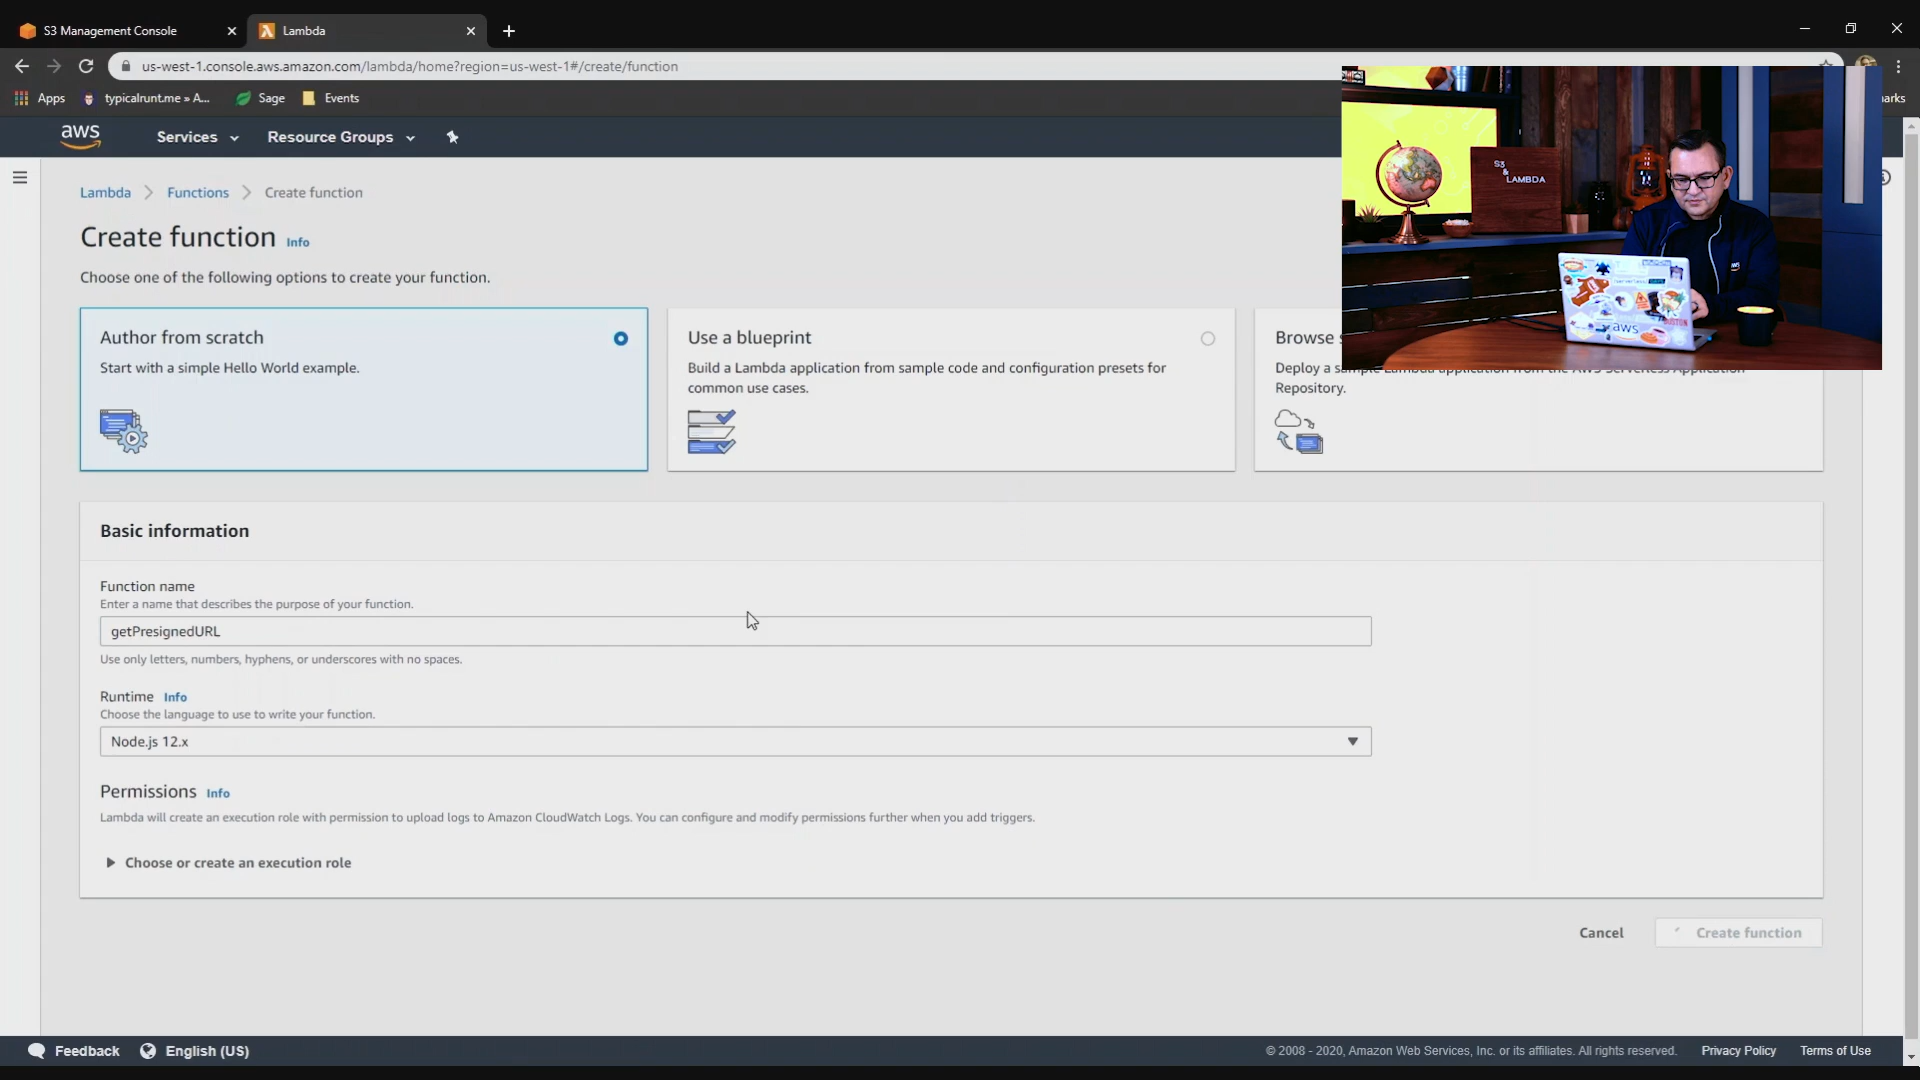 S3 Management Console
Lambda
us-west-1.console.aws.amazon.com/lambda/home?region=us-west-1#/create/function
Apps
typicalrunt.me » A...
Sage
Events
arks
aws
Services
Resource Groups
S3
&
LAMBDA
aws
Lambda
Functions
Create function
Create function Info
Choose one of the following options to create your function.
Author from scratch
Start with a simple Hello World example.
Use a blueprint
Build a Lambda application from sample code and configuration presets for
common use cases.
Browse
Deploy a sample Lambda application from the AWS Serverless Application
Repository.
Basic information
Function name
Enter a name that describes the purpose of your function.
getPresignedURL
Use only letters, numbers, hyphens, or underscores with no spaces.
Runtime Info
Choose the language to use to write your function.
Node.js 12.x
Permissions Info
Lambda will create an execution role with permission to upload logs to Amazon CloudWatch Logs. You can configure and modify permissions further when you add triggers.
Choose or create an execution role
Cancel
Create function
Feedback
English (US)
© 2008 - 2020, Amazon Web Services, Inc. or its affiliates. All rights reserved.
Privacy Policy
Terms of Use